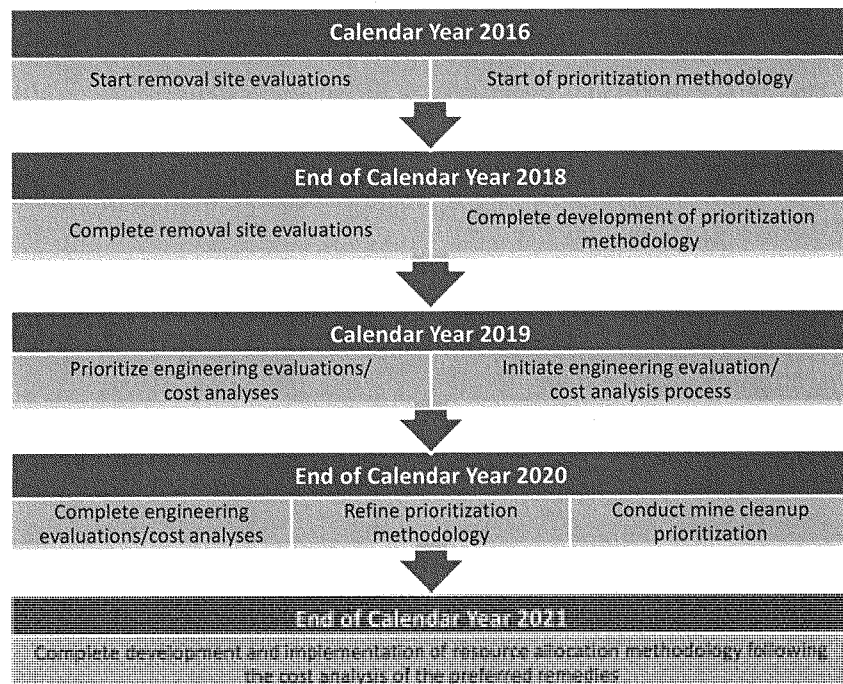 Calendar Year 2016
Start removal site evaluations
Start of prioritization methodology
End of Calendar Year 2018
Complete removal site evaluations
Complete development of prioritization
methodology
Calendar Year 2019
Prioritize engineering evaluations/
cost analyses
Initiate engineering evaluation/
cost analysis process
End of Calendar Year 2020
Complete engineering
evaluations/cost analyses
Refine prioritization
methodology
Conduct mine cleanup
prioritization
End of Calendar Year 2021
Complete development and implementation of resource allocation methodology following
the cost analysis of the preferred remedies